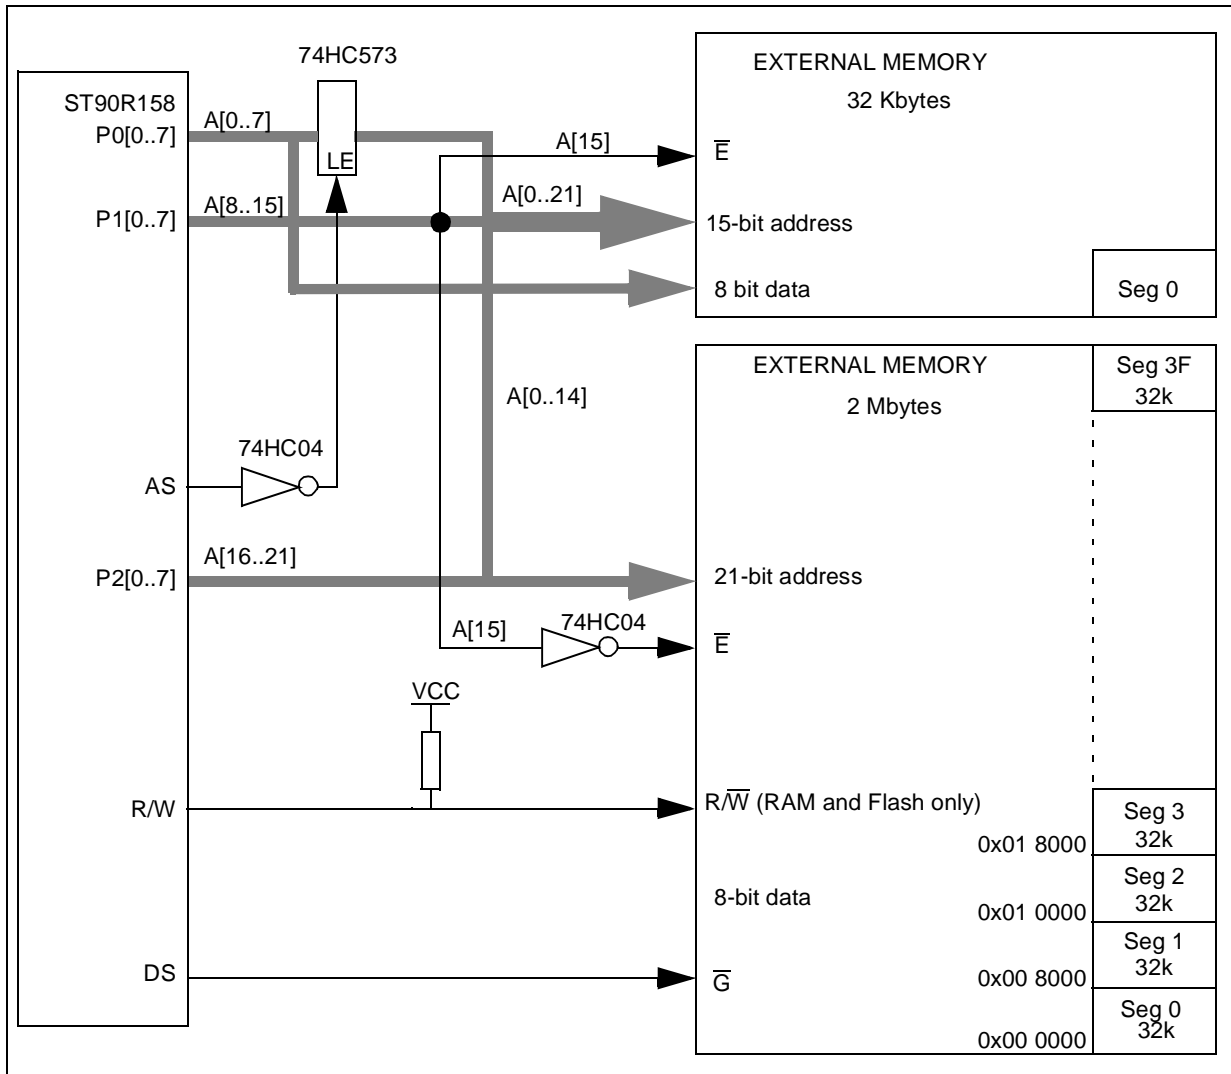 74HC573
EXTERNAL MEMORY
32 Kbytes
ST90R158
P0[0..7]
A[0..7]
LE
A[15]
E̅
P1[0..7]
A[8..15]
A[0..21]
15-bit address
8 bit data
Seg 0
EXTERNAL MEMORY
2 Mbytes
Seg 3F
32k
A[0..14]
74HC04
AS
P2[0..7]
A[16..21]
21-bit address
A[15]
74HC04
E̅
VCC
R/W
R/W̅ (RAM and Flash only)
Seg 3
32k
0x01 8000
8-bit data
Seg 2
32k
0x01 0000
Seg 1
32k
DS
G̅
0x00 8000
Seg 0
32k
0x00 0000